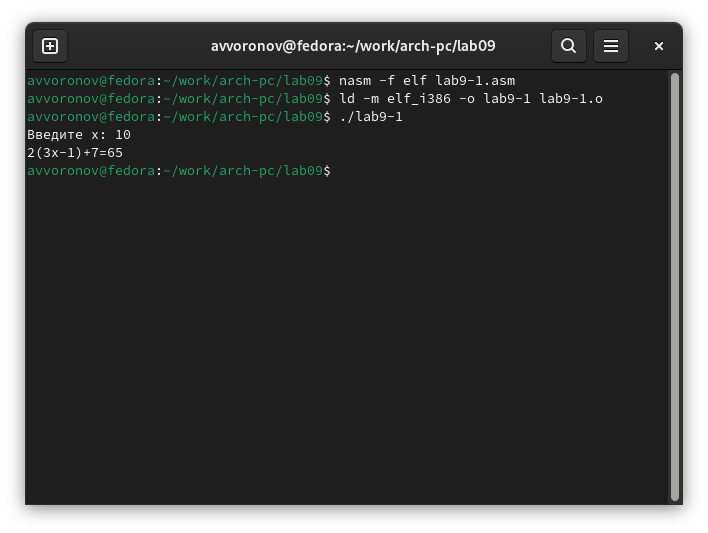 avvoronov@fedora:~/work/arch-pc/lab09
avvoronov@fedora:~/work/arch-pc/lab09$ nasm -f elf lab9-1.asm
avvoronov@fedora:~/work/arch-pc/lab09$ ld -m elf_i386 -o lab9-1 lab9-1.o
avvoronov@fedora:~/work/arch-pc/lab09$ ./lab9-1
Введите x: 10
2(3x-1)+7=65
avvoronov@fedora:~/work/arch-pc/lab09$